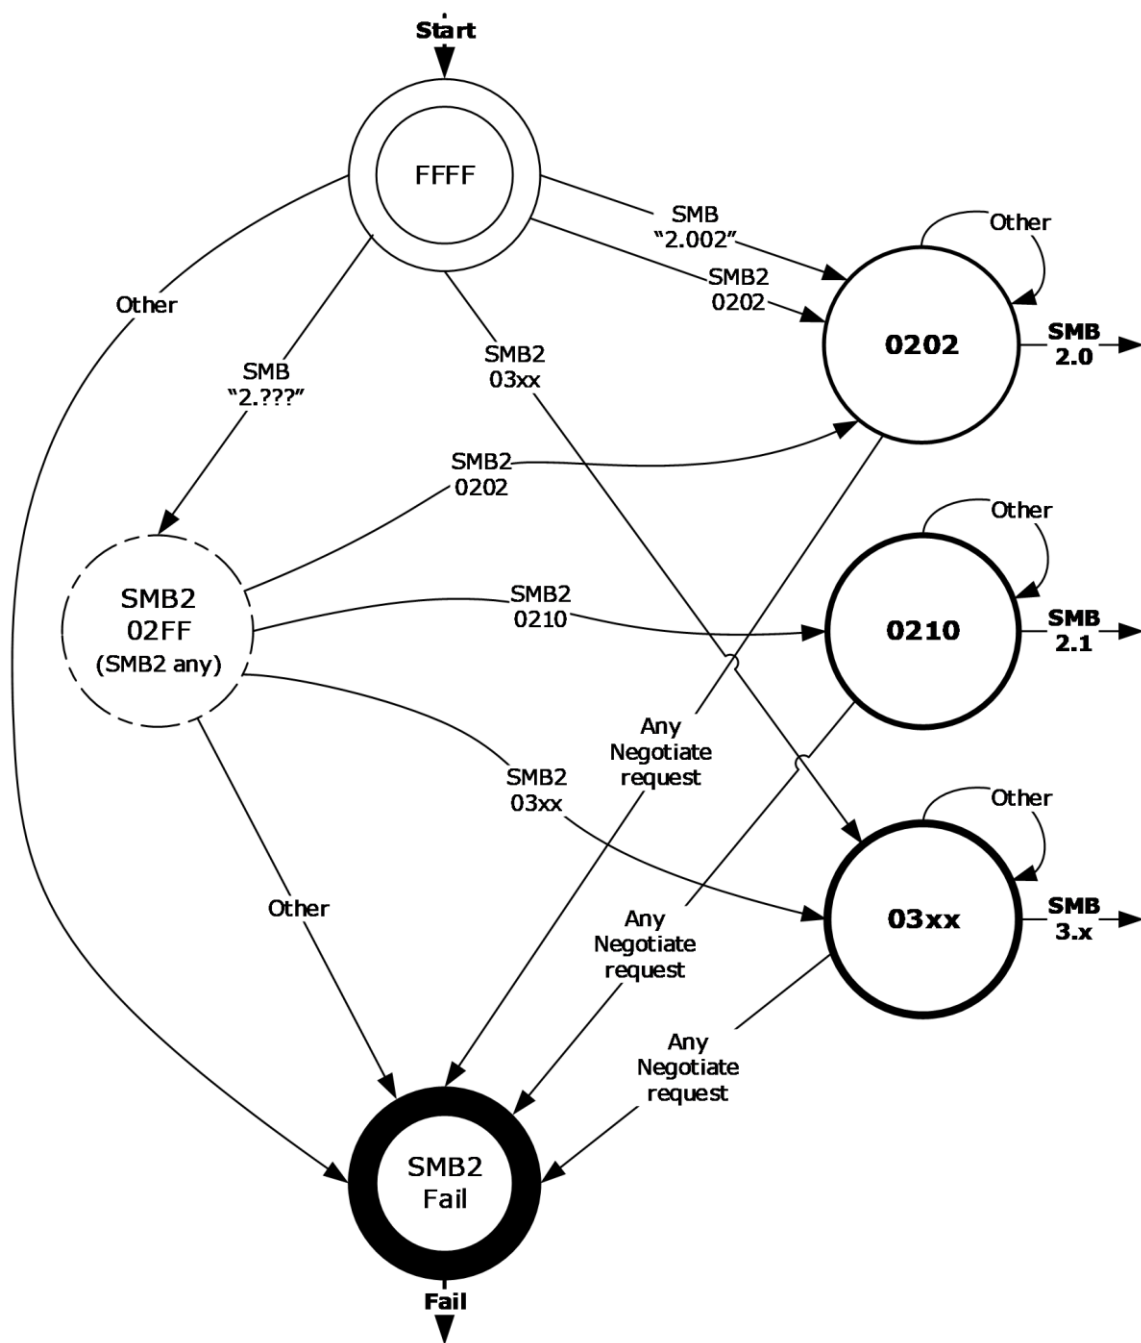 Start
FFFF
SMB
“2.002”
SMB2
0202
Other
Other
SMB
“2.???”
SMB2
03xx
0202
SMB
2.0
SMB2
0202
Other
SMB2
02FF
(SMB2 any)
SMB2
0210
0210
SMB
2.1
Any
Negotiate
request
SMB2
03xx
Other
03xx
SMB
3.x
Other
Any
Negotiate
request
Any
Negotiate
request
SMB2
Fail
Fail